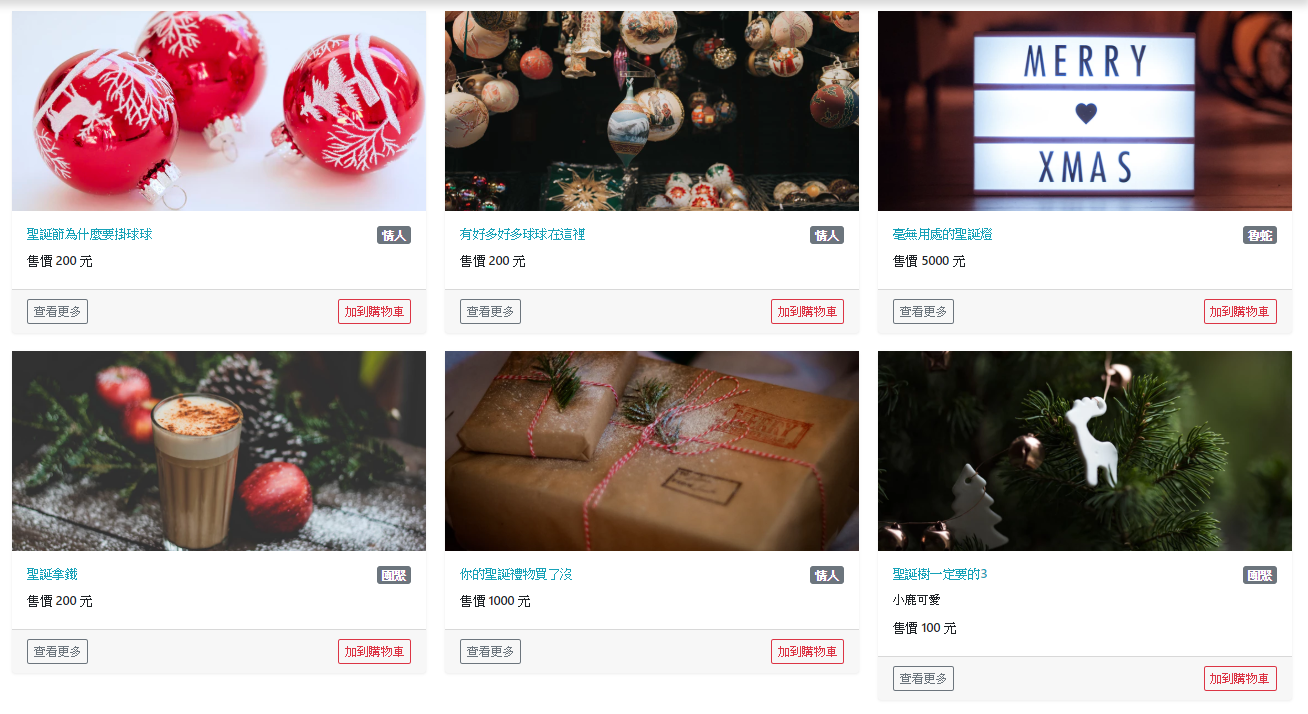 MERRY
XMAS
聖誕節為什麼要掛球球
情人
售價 200 元
查看更多
加到購物車
有好多好多球球在這裡
情人
售價 200 元
查看更多
加到購物車
毫無用處的聖誕燈
魯蛇
售價 5000 元
查看更多
加到購物車
聖誕拿鐵
團聚
售價 200 元
查看更多
加到購物車
你的聖誕禮物買了沒
情人
售價 1000 元
查看更多
加到購物車
聖誕樹一定要的3
團聚
小鹿可愛
售價 100 元
查看更多
加到購物車